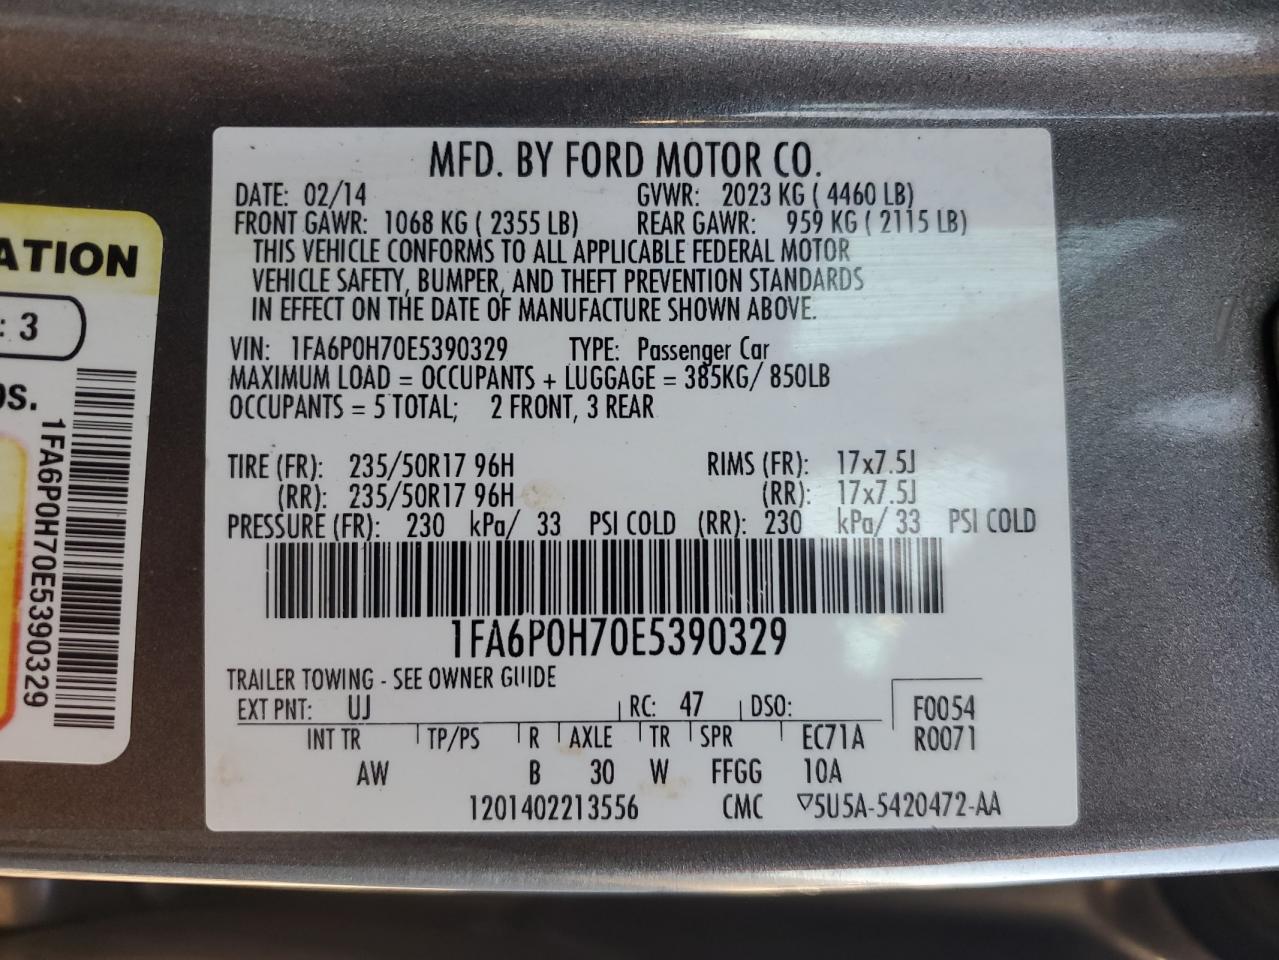 MFD. BY FORD MOTOR CO.
DATE: 02/14 GVWR: 2023 KG ( 4460 LB)
FRONT GAWR: 1068 KG ( 2355 LB) REAR GAWR: 959 KG ( 2115 LB)
THIS VEHICLE CONFORMS TO ALL APPLICABLE FEDERAL MOTOR
VEHICLE SAFETY, BUMPER, AND THEFT PREVENTION STANDARDS
IN EFFECT ON THE DATE OF MANUFACTURE SHOWN ABOVE.
VIN: 1FA6P0H70E5390329 TYPE: Passenger Car
MAXIMUM LOAD = OCCUPANTS + LUGGAGE = 385KG/ 850LB
OCCUPANTS = 5 TOTAL; 2 FRONT, 3 REAR
TIRE (FR): 235/50R17 96H RIMS (FR): 17x7.5J
(RR): 235/50R17 96H (RR): 17x7.5J
PRESSURE (FR): 230 kPa/ 33 PSI COLD (RR): 230 kPa/ 33 PSI COLD
1FA6P0H70E5390329
TRAILER TOWING - SEE OWNER GUIDE
EXT PNT: UJ RC: 47 DSO: F0054
INT TR TP/PS R AXLE TR SPR EC71A R0071
AW B 30 W FFGG 10A
1201402213556 CMC ▽5U5A-5420472-AA
ATION
: 3
OS.
1FA6P0H70E5390329